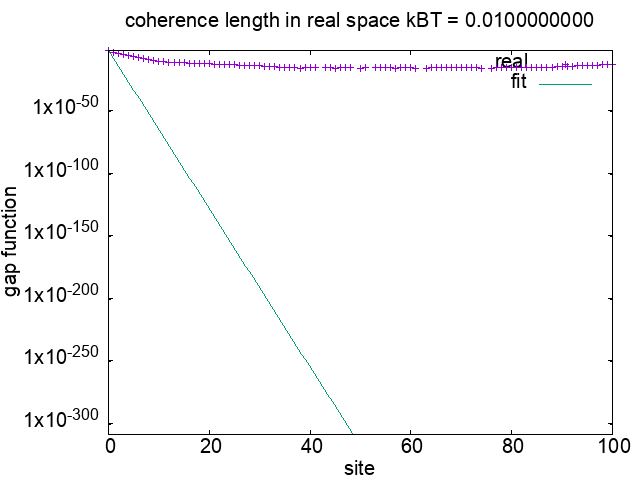 coherence length in real space kBT = 0.0100000000
real
fit
1x10^-50
1x10^-100
1x10^-150
1x10^-200
1x10^-250
1x10^-300
gap function
0 20 40 60 80 100
site